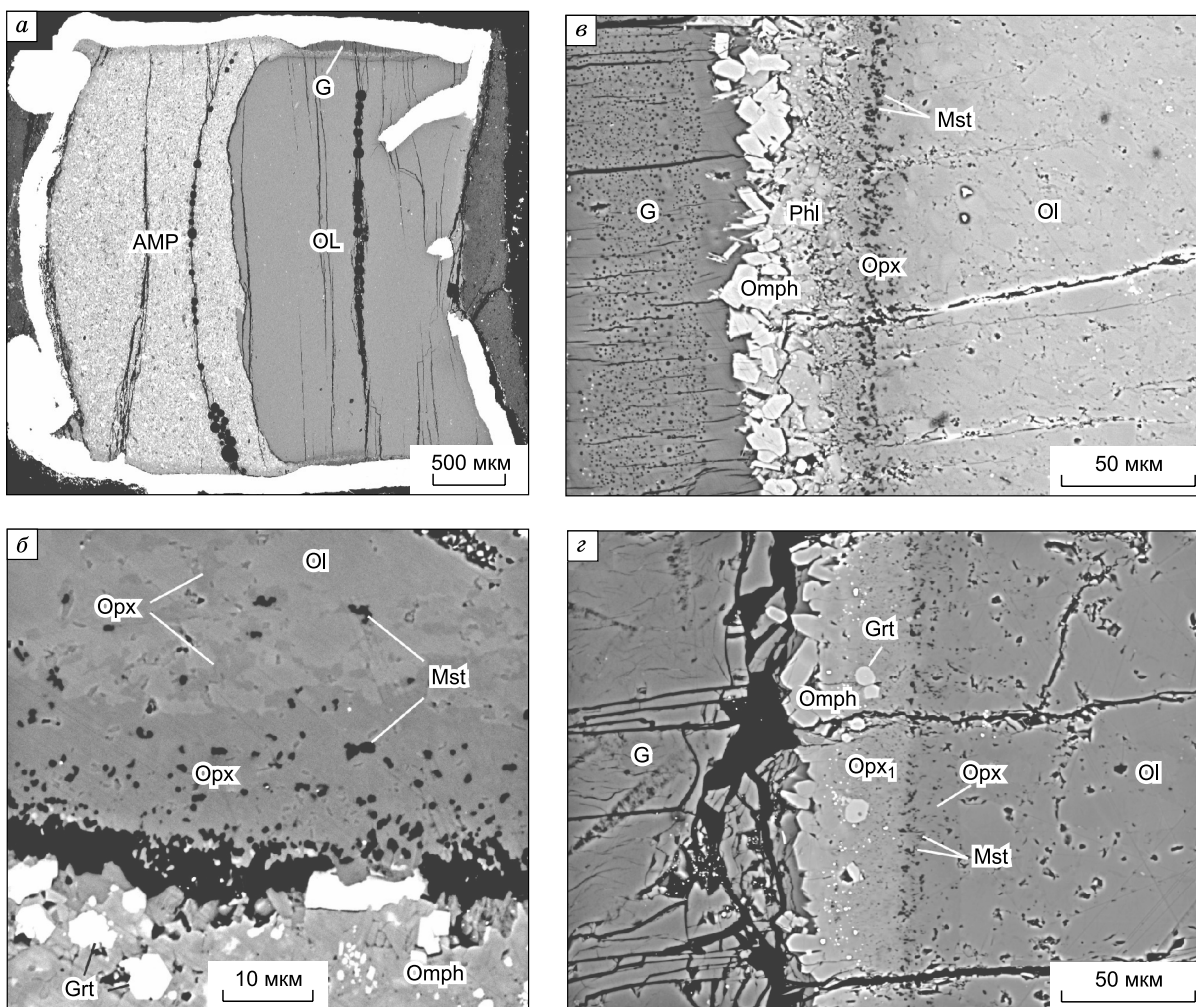 а
G
AMP
OL
500 мкм
в
Mst
G
Phl
Ol
Opx
Omph
50 мкм
б
Ol
Opx
Mst
Opx
Grt
10 мкм
Omph
г
Grt
Omph
G
Opx1
Opx
Ol
Mst
50 мкм